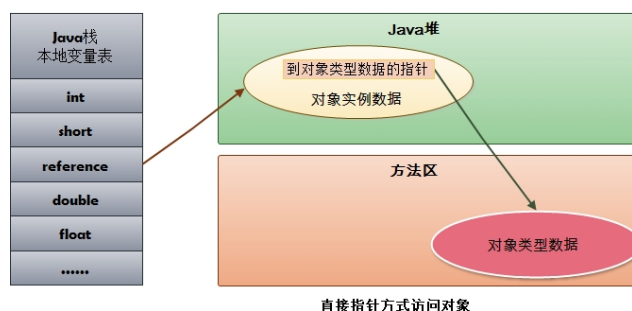 Java栈
本地变量表
int
short
reference
double
float
......
Java堆
到对象类型数据的指针
对象实例数据
方法区
对象类型数据
直接指针方式访问对象